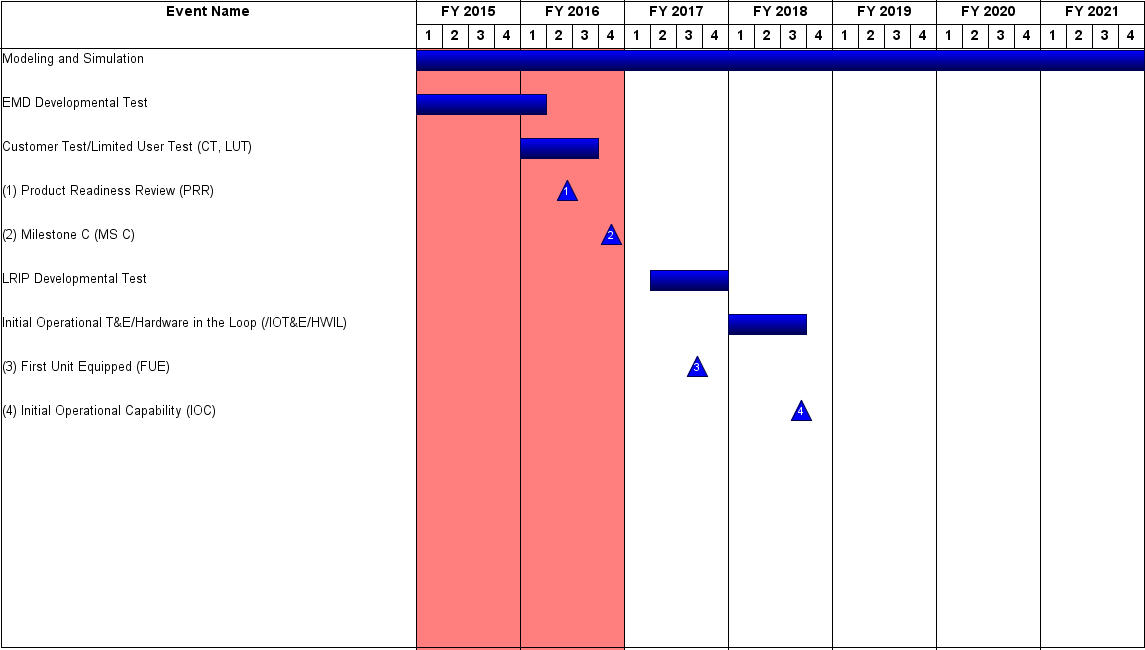 Event Name FY 2015 FY 2016 FY 2017 FY 2018 FY 2019 FY 2020 FY 2021
1 2 3 4 1 2 3 4 1 2 3 4 1 2 3 4 1 2 3 4 1 2 3 4 1 2 3 4
Modeling and Simulation
EMD Developmental Test
Customer Test/Limited User Test (CT, LUT)
(1) Product Readiness Review (PRR) 1
(2) Milestone C (MS C) 2
LRIP Developmental Test
Initial Operational T&E/Hardware in the Loop (/IOT&E/HWIL)
(3) First Unit Equipped (FUE) 3
(4) Initial Operational Capability (IOC) 4